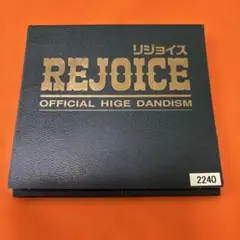 リジョイス
REJOICE
OFFICIAL HIGE DANDISM
2240